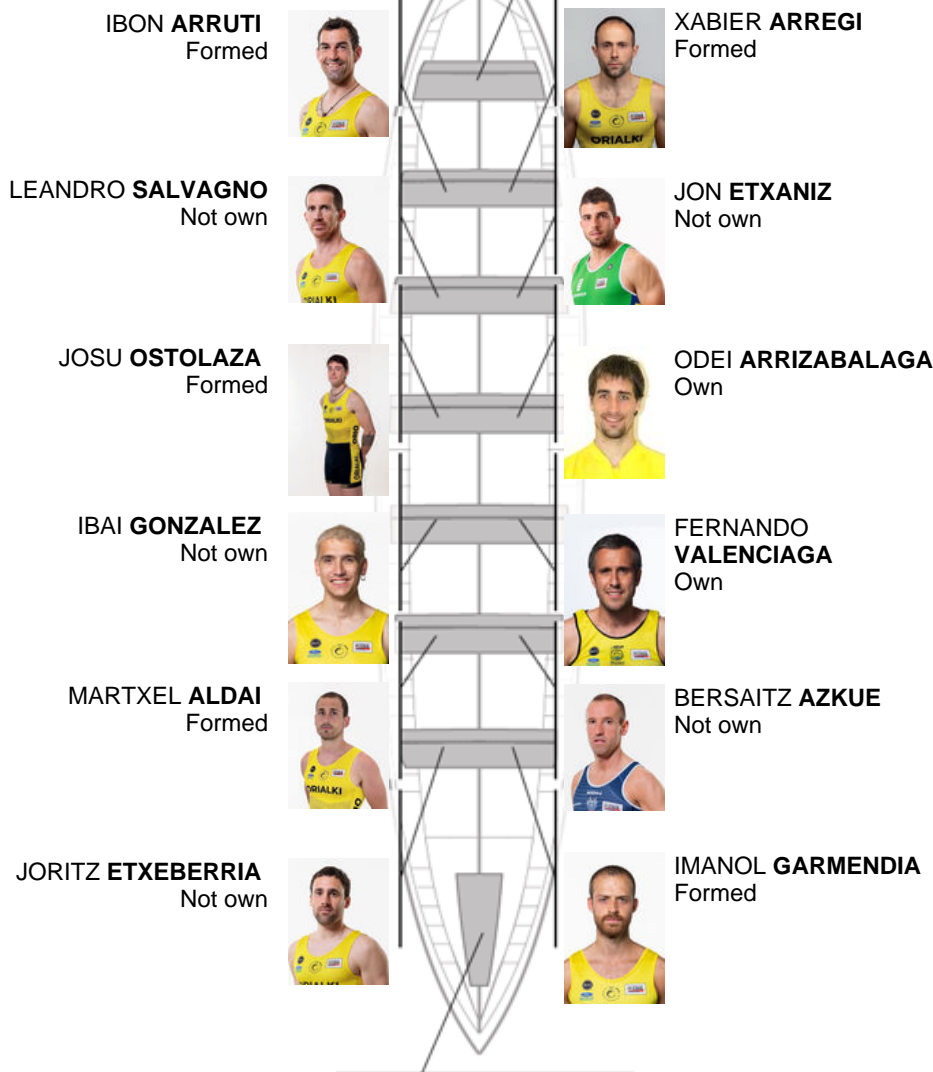 IBON ARRUTI
Formed
XABIER ARREGI
Formed
LEANDRO SALVAGNO
Not own
JON ETXANIZ
Not own
JOSU OSTOLAZA
Formed
ODEI ARRIZABALAGA
Own
IBAI GONZALEZ
Not own
FERNANDO
VALENCIAGA
Own
MARTXEL ALDAI
Formed
BERSAITZ AZKUE
Not own
JORITZ ETXEBERRIA
Not own
IMANOL GARMENDIA
Formed
ORIALKI
ORIALKI